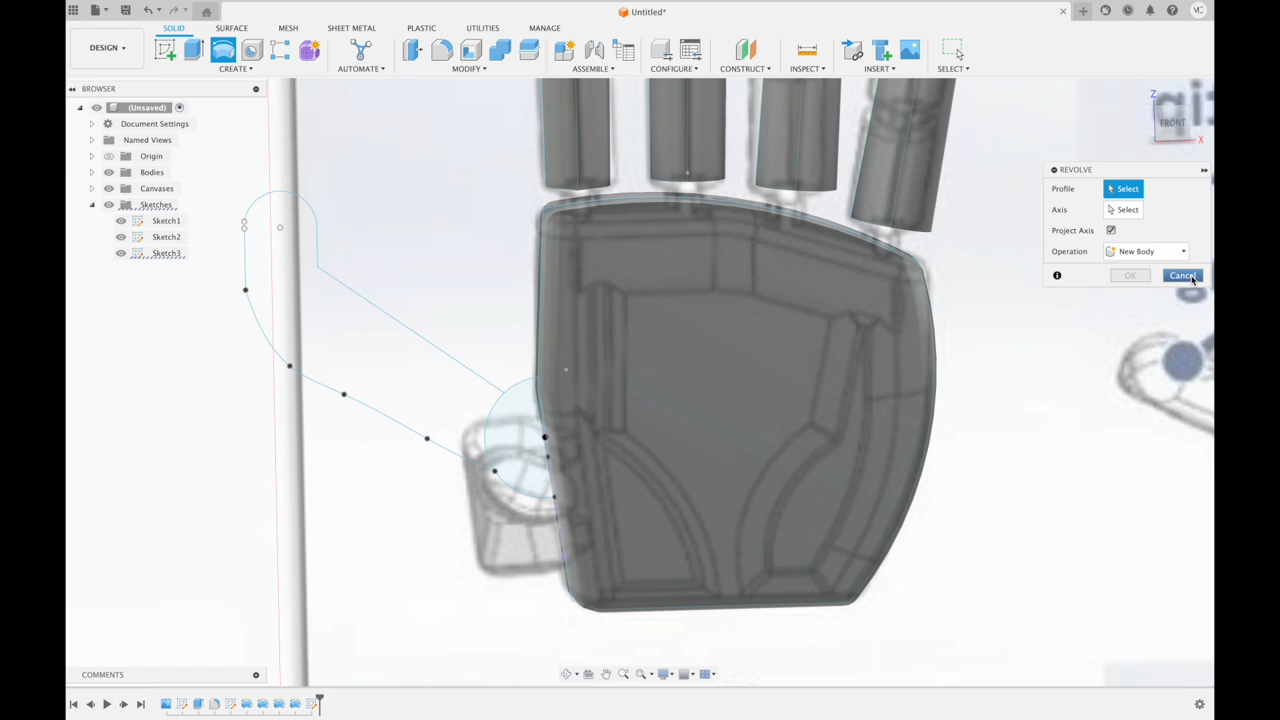 Untitled*
MC
DESIGN
SOLID
SURFACE
MESH
SHEET METAL
PLASTIC
UTILITIES
MANAGE
CREATE
AUTOMATE
MODIFY
ASSEMBLE
CONFIGURE
CONSTRUCT
INSPECT
INSERT
SELECT
BROWSER
(Unsaved)
Document Settings
Named Views
Origin
Bodies
Canvases
Sketches
Sketch1
Sketch2
Sketch3
Z
FRONT
X
REVOLVE
Profile Select
Axis Select
Project Axis
Operation New Body
OK Cancel
COMMENTS